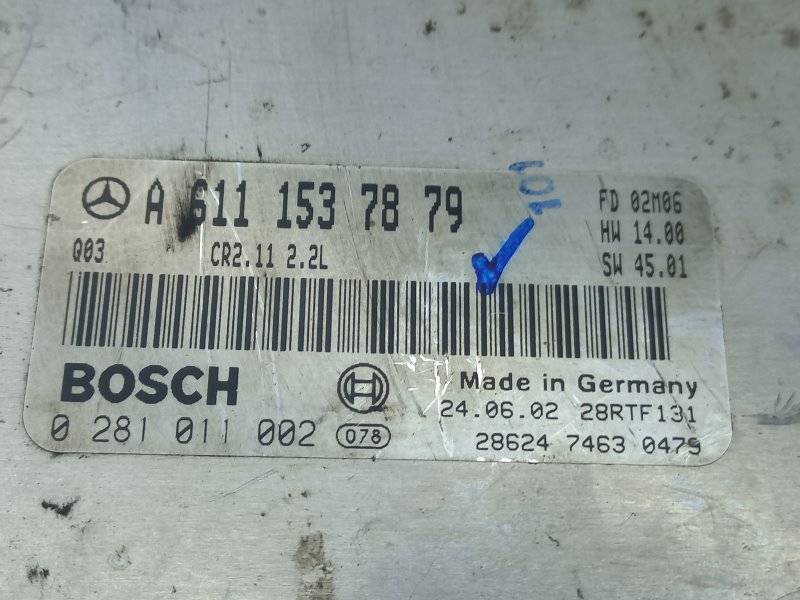 A 611 153 78 79
101
FD 02M06
HW 14.00
SW 45.01
Q03 CR2.11 2.2L
BOSCH
Made in Germany
24.06.02 28RTF131
0 281 011 002 078
28624 7463 0479